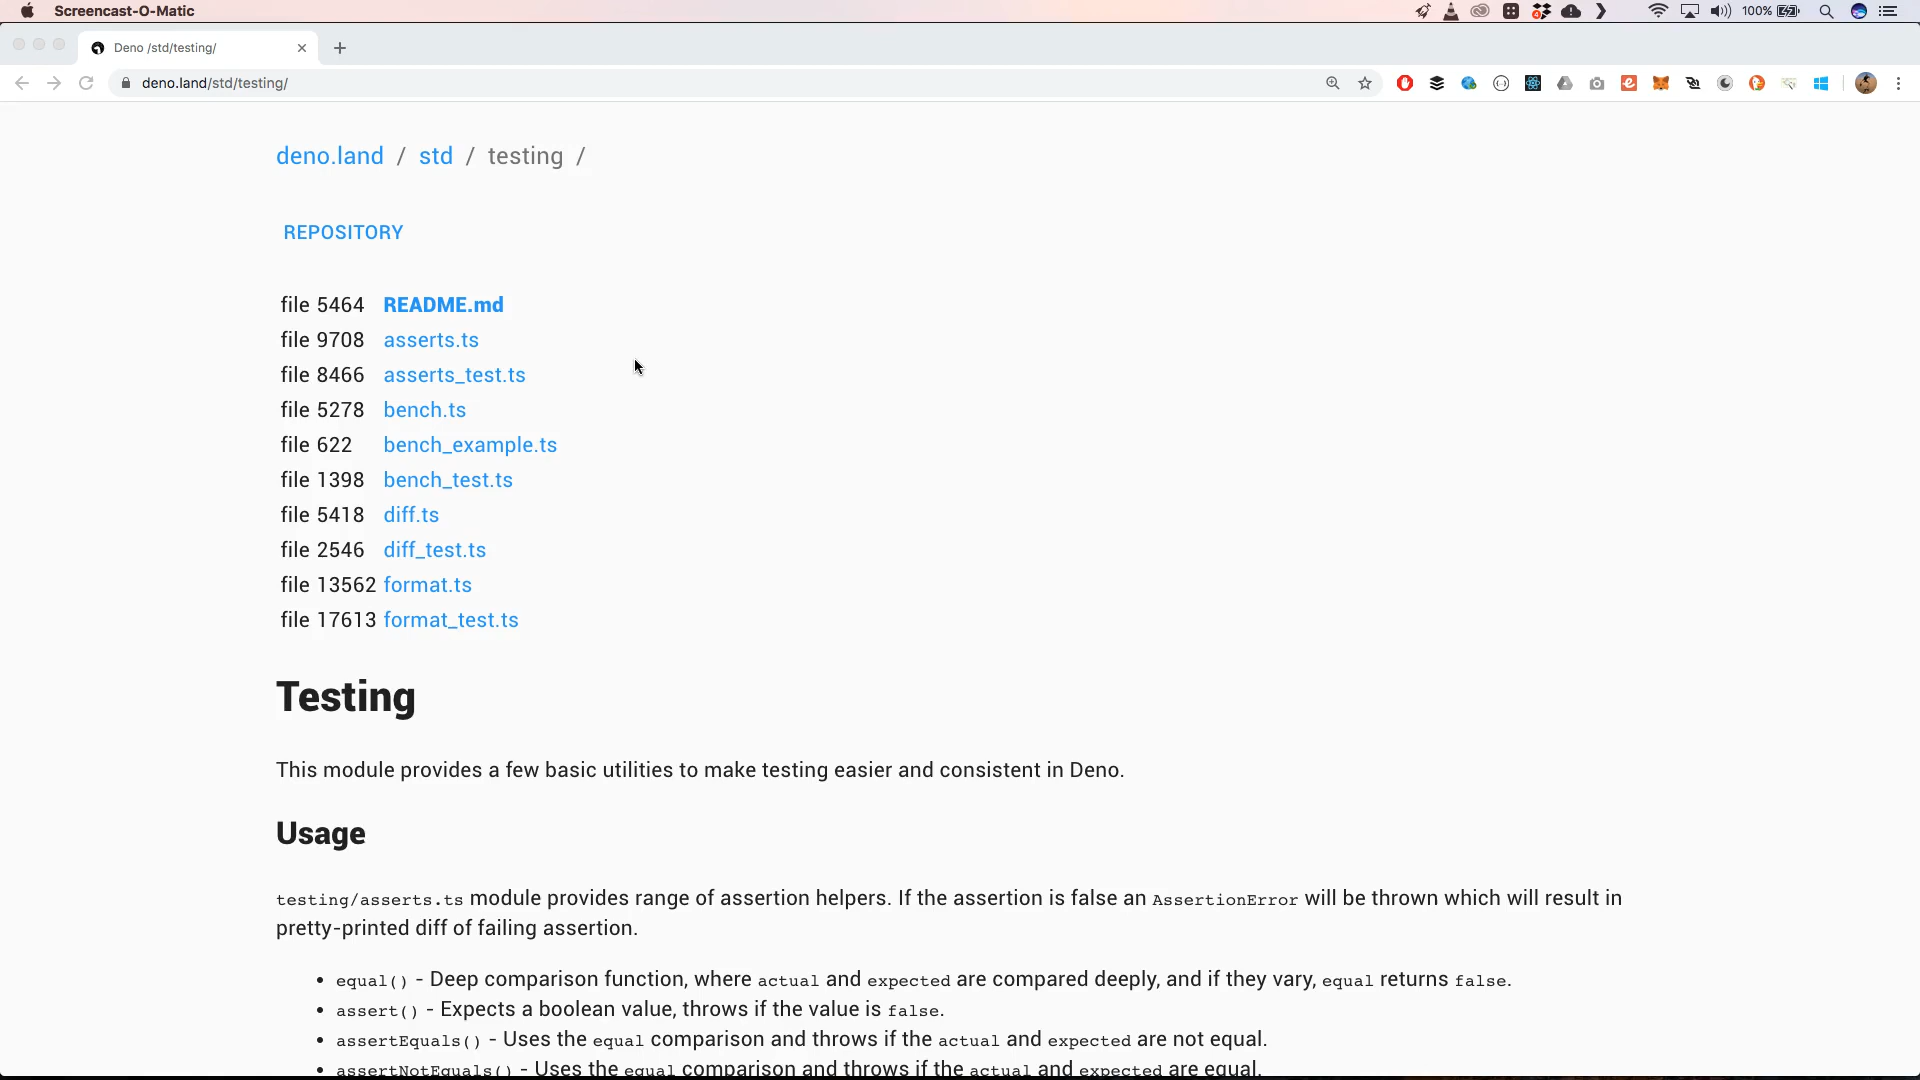 Screencast-O-Matic
100%
Deno /std/testing/
deno.land/std/testing/
deno.land / std / testing /
REPOSITORY
file 5464 README.md
file 9708 asserts.ts
file 8466 asserts_test.ts
file 5278 bench.ts
file 622 bench_example.ts
file 1398 bench_test.ts
file 5418 diff.ts
file 2546 diff_test.ts
file 13562 format.ts
file 17613 format_test.ts
Testing
This module provides a few basic utilities to make testing easier and consistent in Deno.
Usage
testing/asserts.ts module provides range of assertion helpers. If the assertion is false an AssertionError will be thrown which will result in
pretty-printed diff of failing assertion.
• equal() - Deep comparison function, where actual and expected are compared deeply, and if they vary, equal returns false.
• assert() - Expects a boolean value, throws if the value is false.
• assertEquals() - Uses the equal comparison and throws if the actual and expected are not equal.
• assertNotEquals() - Uses the equal comparison and throws if the actual and expected are equal.